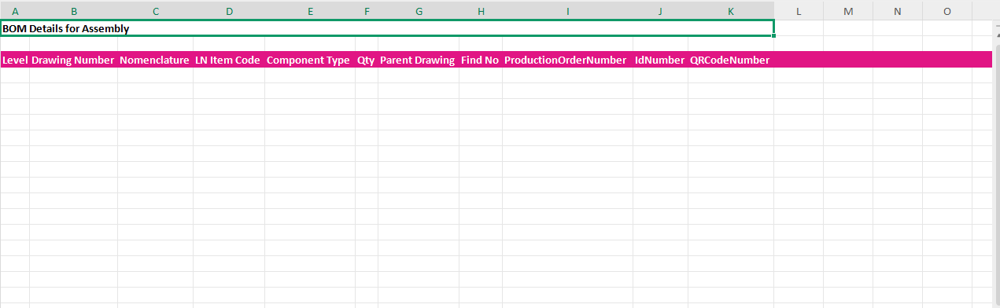 A B C D E F G H I J K L M N O
BOM Details for Assembly
Level Drawing Number Nomenclature LN Item Code Component Type Qty Parent Drawing Find No ProductionOrderNumber IdNumber QRCodeNumber